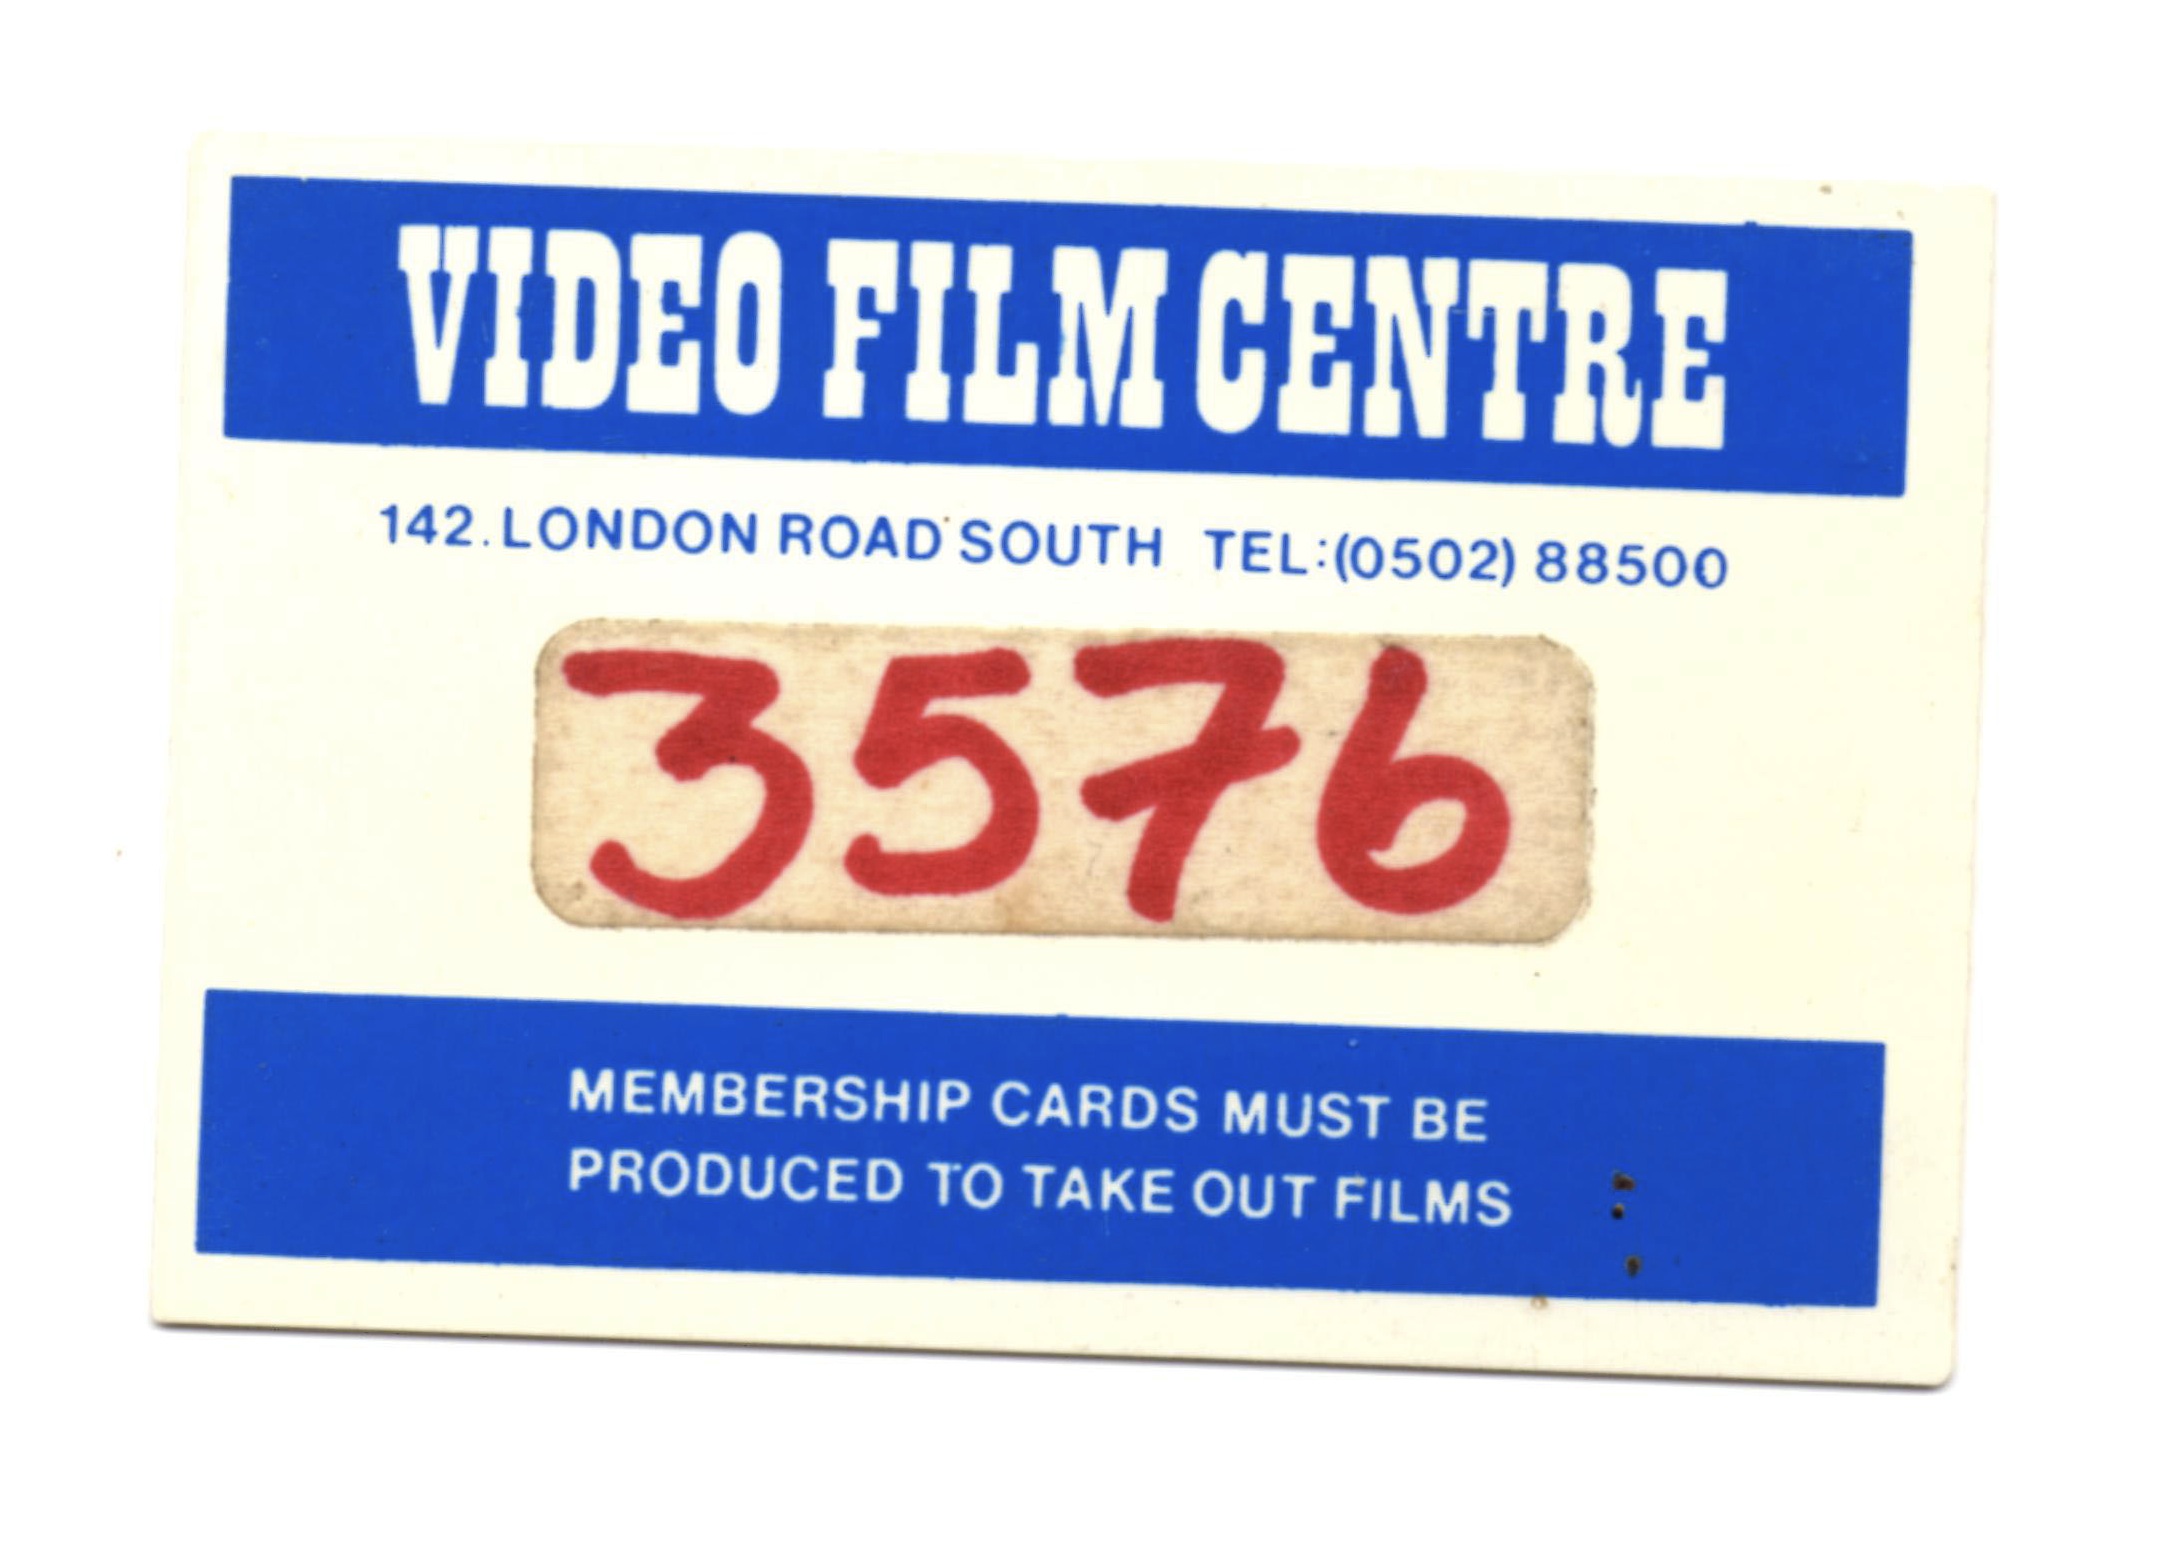 VIDEO FILM CENTRE
142. LONDON ROAD SOUTH TEL:(0502) 88500
3576
MEMBERSHIP CARDS MUST BE
PRODUCED TO TAKE OUT FILMS